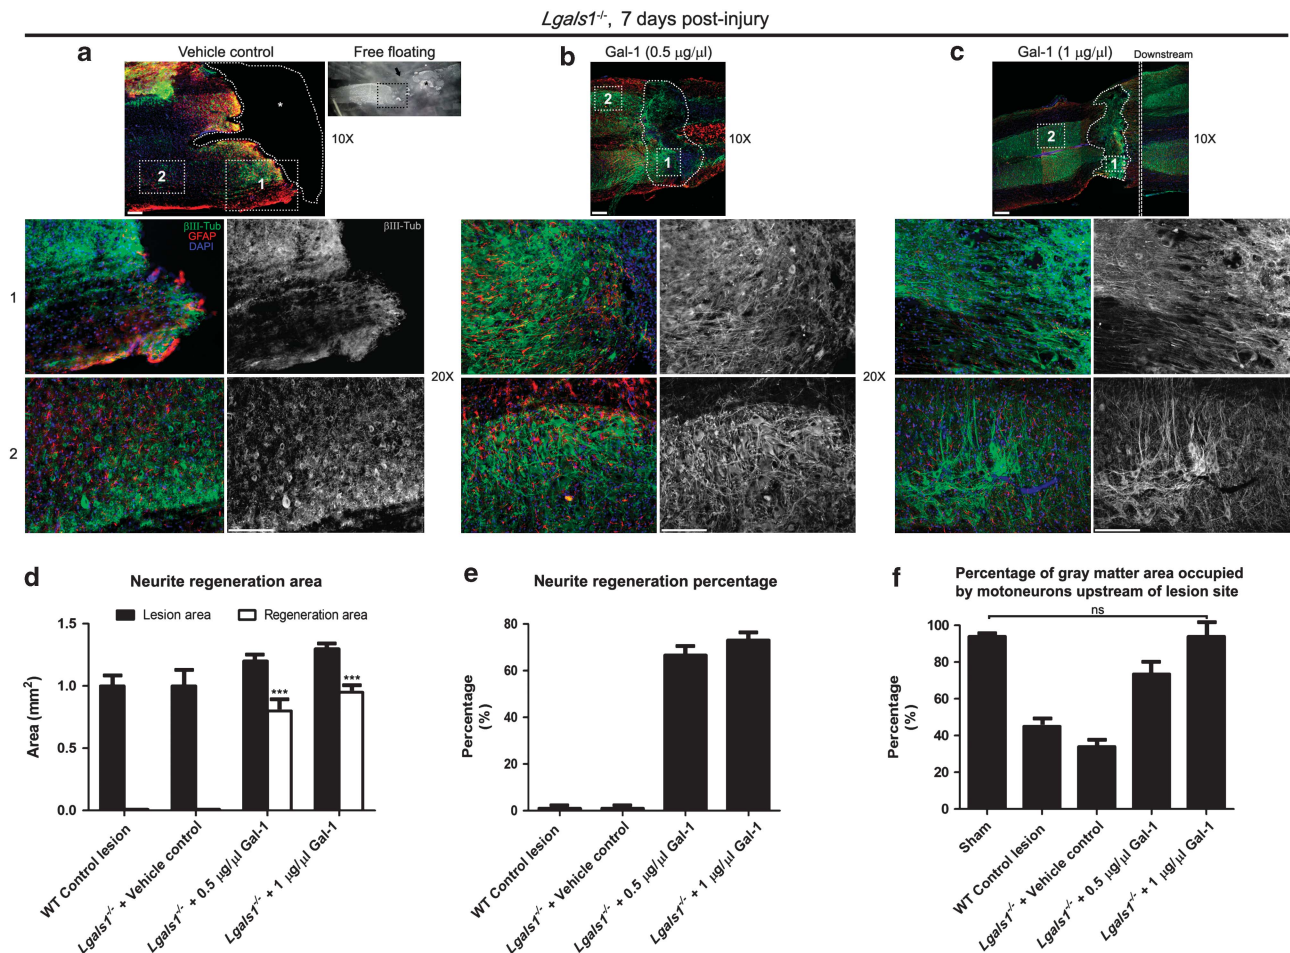 Lgals1-/-, 7 days post-injury
a
Vehicle control
Free floating
*
*
10X
2
1
b
Gal-1 (0.5 μg/μl)
2
1
10X
c
Gal-1 (1 μg/μl)
Downstream
2
1
10X
1
βIII-Tub
GFAP
DAPI
βIII-Tub
2
20X
20X
d
Neurite regeneration area
Lesion area
Regeneration area
Area (mm²)
1.5
1.0
0.5
0.0
***
***
WT Control lesion
Lgals1-/- + Vehicle control
Lgals1-/- + 0.5 μg/μl Gal-1
Lgals1-/- + 1 μg/μl Gal-1
e
Neurite regeneration percentage
Percentage
(%)
80
60
40
20
0
WT Control lesion
Lgals1-/- + Vehicle control
Lgals1-/- + 0.5 μg/μl Gal-1
Lgals1-/- + 1 μg/μl Gal-1
f
Percentage of gray matter area occupied
by motoneurons upstream of lesion site
ns
Percentage
(%)
100
80
60
40
20
0
Sham
WT Control lesion
Lgals1-/- + Vehicle control
Lgals1-/- + 0.5 μg/μl Gal-1
Lgals1-/- + 1 μg/μl Gal-1